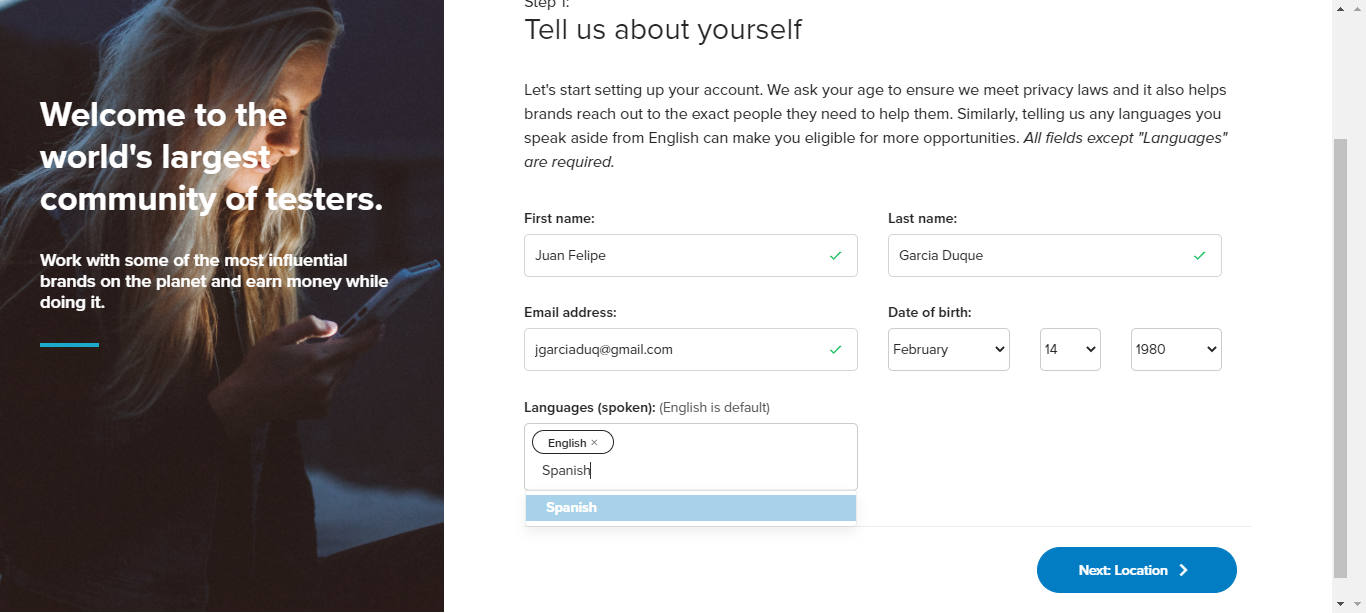 Welcome to the
world's largest
community of testers.
Work with some of the most influential
brands on the planet and earn money while
doing it.
Step 1:
Tell us about yourself
Let's start setting up your account. We ask your age to ensure we meet privacy laws and it also helps
brands reach out to the exact people they need to help them. Similarly, telling us any languages you
speak aside from English can make you eligible for more opportunities. All fields except "Languages"
are required.
First name:
Juan Felipe
Last name:
Garcia Duque
Email address:
jgarciaduq@gmail.com
Date of birth:
February 14 1980
Languages (spoken): (English is default)
English ×
Spanish
Spanish
Next: Location